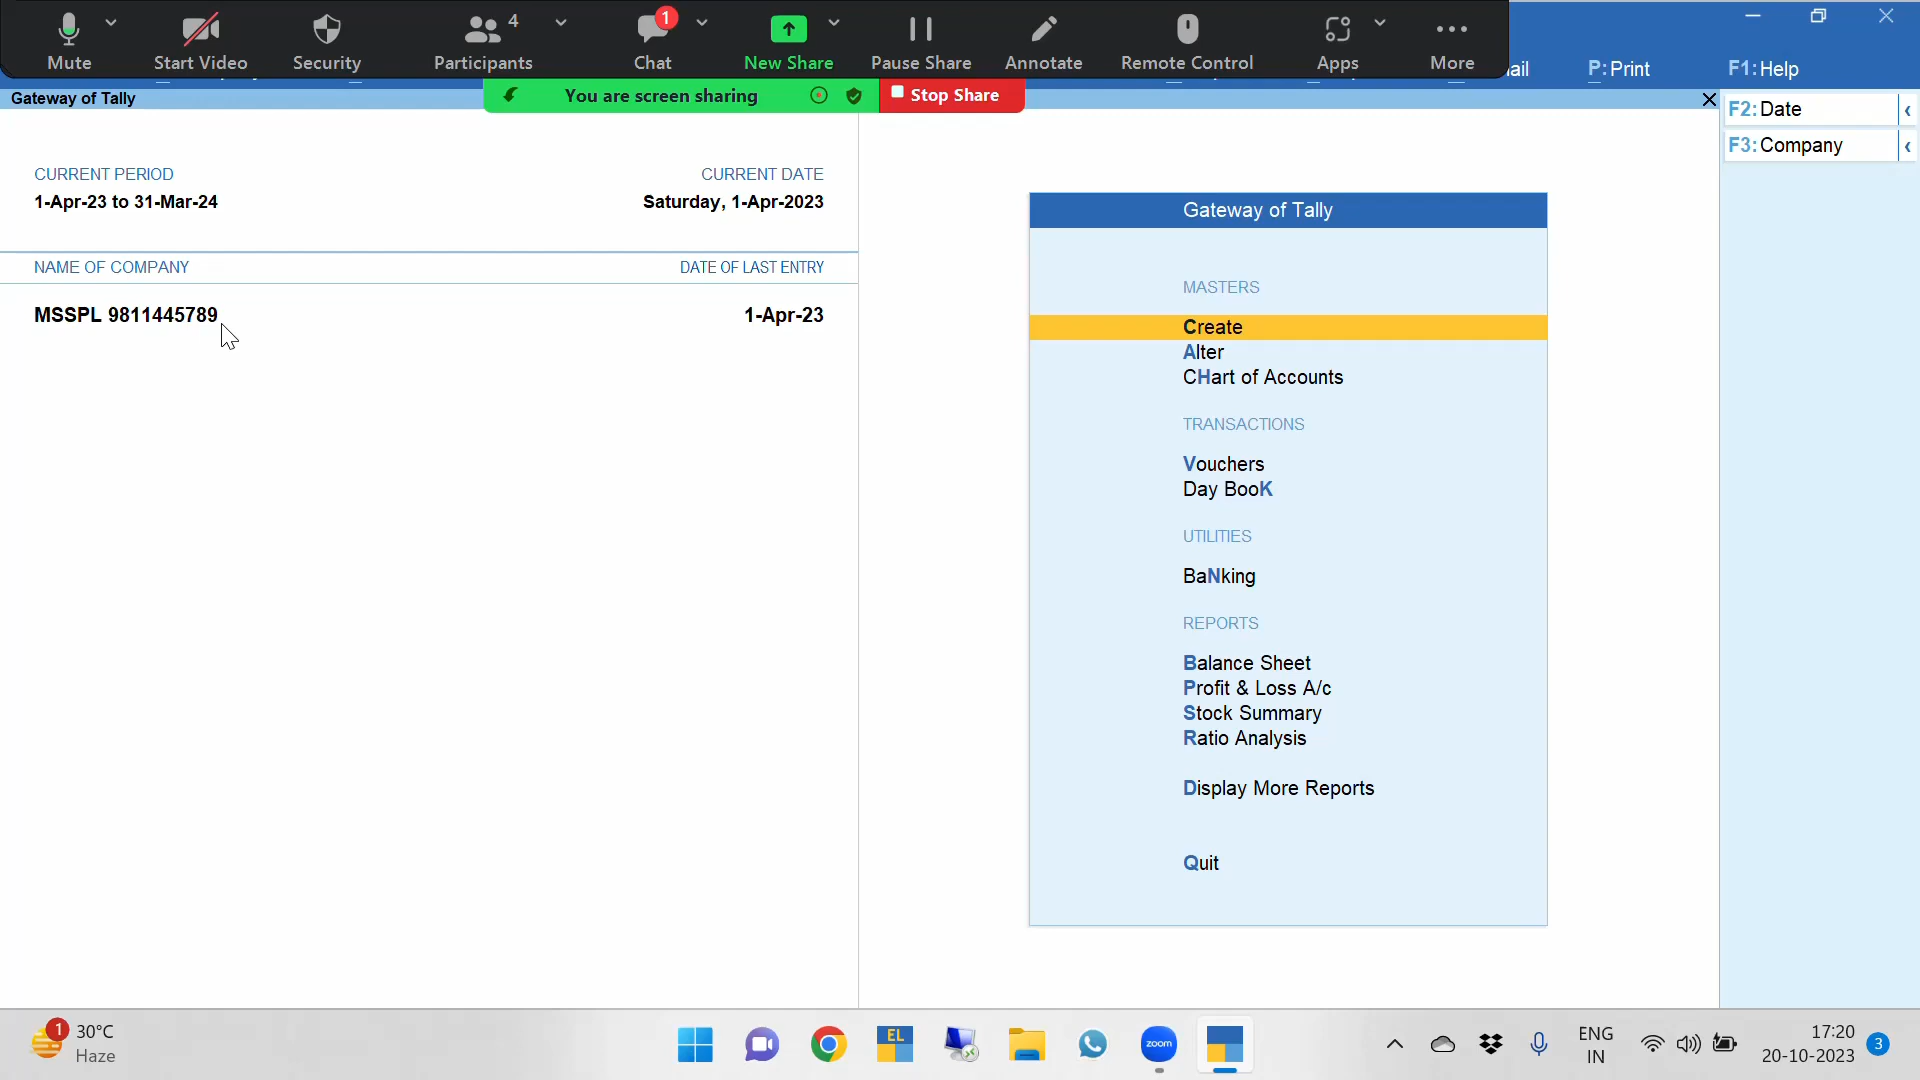 Mute
Start Video
Security
4
Participants
1
Chat
New Share
Pause Share
Annotate
Remote Control
Apps
More
ail
P: Print
F1: Help
You are screen sharing
Stop Share
Gateway of Tally
F2: Date
F3: Company
CURRENT PERIOD
CURRENT DATE
1-Apr-23 to 31-Mar-24
Saturday, 1-Apr-2023
NAME OF COMPANY
DATE OF LAST ENTRY
MSSPL 9811445789
1-Apr-23
Gateway of Tally
MASTERS
Create
Alter
CHart of Accounts
TRANSACTIONS
Vouchers
Day BooK
UTILITIES
BaNking
REPORTS
Balance Sheet
Profit & Loss A/c
Stock Summary
Ratio Analysis
Display More Reports
Quit
1
30°C
Haze
EL
zoom
ENG
IN
17:20
20-10-2023
3